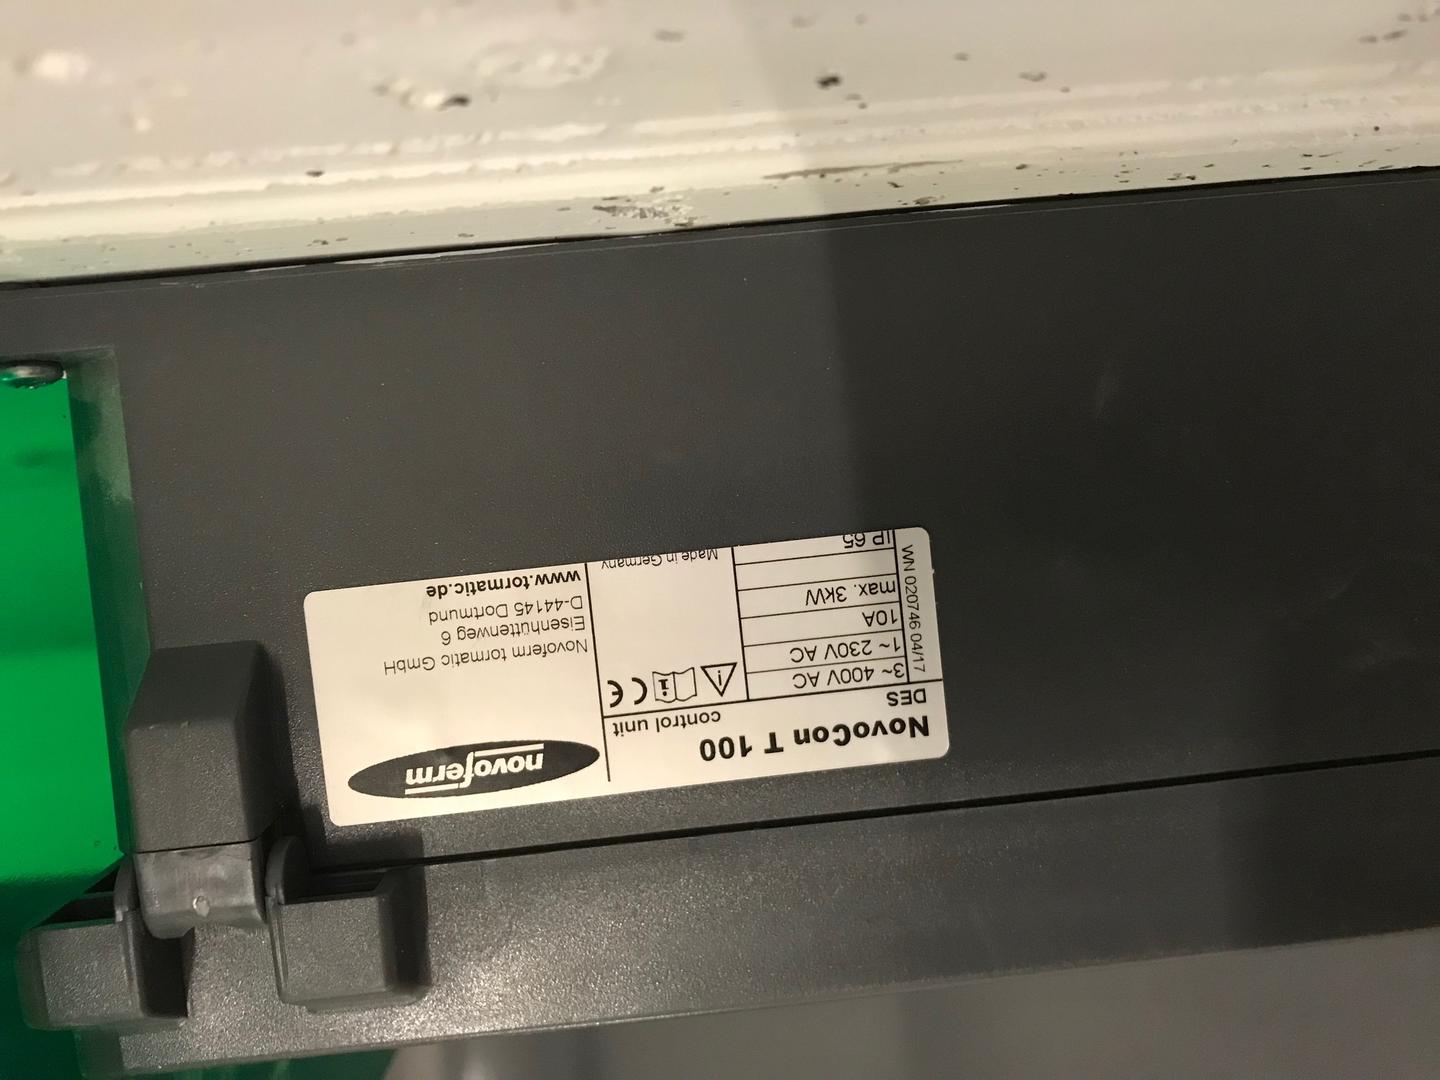 NovoCon T 100
DES
control unit
3~ 400V AC
1~ 230V AC
10A
max. 3kW
IP 65
WN 020746 04/17
i
CE
Made in Germany
novoferm
Novoferm tormatic GmbH
Eisenhüttenweg 6
D-44145 Dortmund
www.tormatic.de